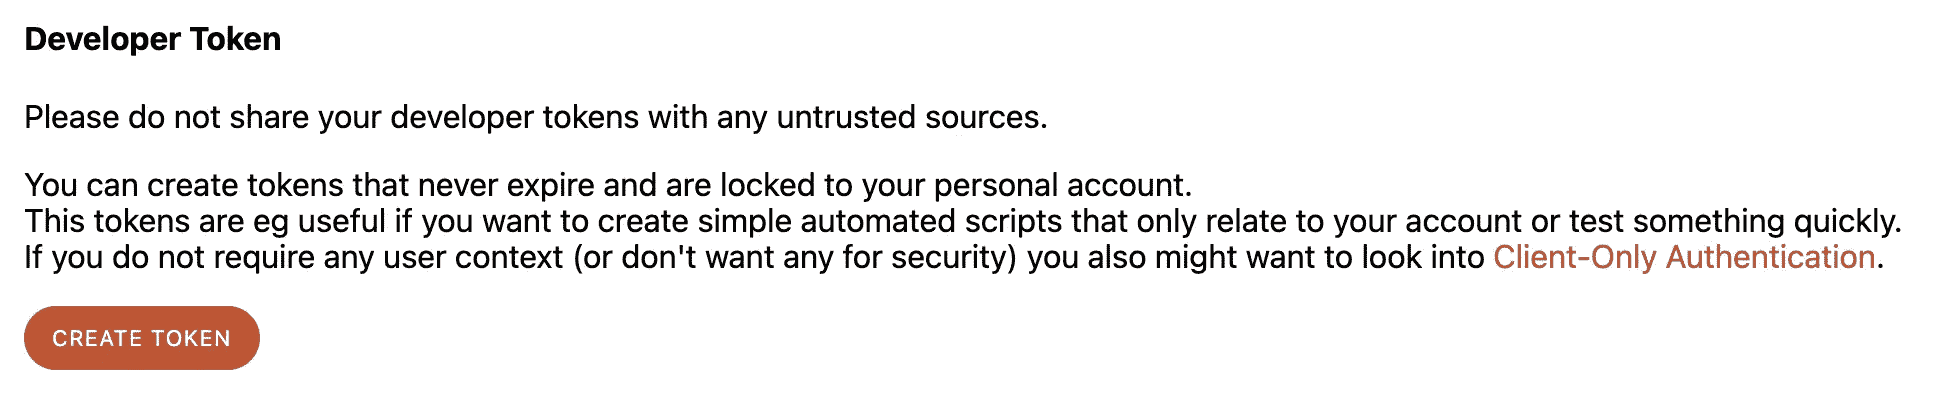 Developer Token
Please do not share your developer tokens with any untrusted sources.
You can create tokens that never expire and are locked to your personal account.
This tokens are eg useful if you want to create simple automated scripts that only relate to your account or test something quickly.
If you do not require any user context (or don't want any for security) you also might want to look into Client-Only Authentication.
CREATE TOKEN